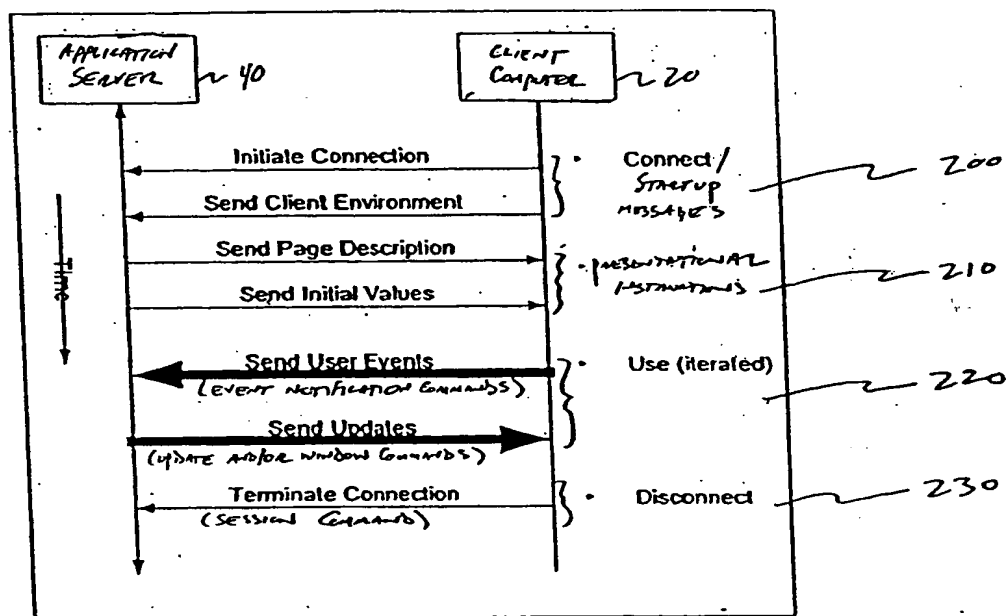 APPLICATION
SERVER
40
CLIENT
COMPUTER
20
Initiate Connection
Connect/
STARTUP
MESSAGES
200
Send Client Environment
Send Page Description
PRESENTATIONAL
INSTRUCTIONS
210
Send Initial Values
Time
Send User Events
(EVENT NOTIFICATION COMMANDS)
Use (iterated)
220
Send Updates
(UPDATE AND/OR WINDOW COMMANDS)
Terminate Connection
(SESSION COMMAND)
Disconnect
230